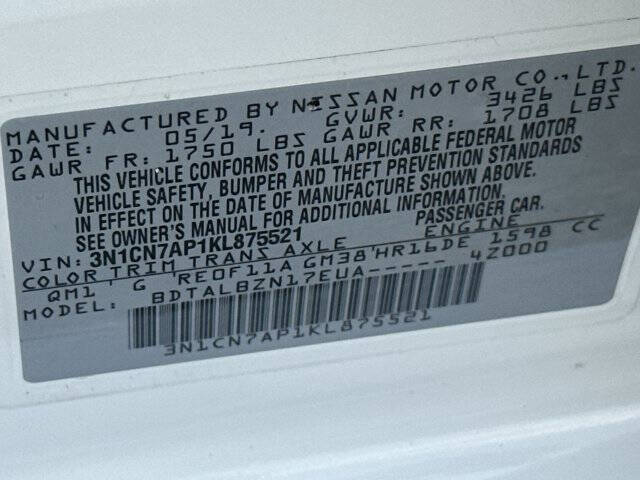 MANUFACTURED BY NISSAN MOTOR CO., LTD.
DATE: 05/19. GVWR: 3426 LBS
GAWR FR: 1750 LBS GAWR RR: 1708 LBS
THIS VEHICLE CONFORMS TO ALL APPLICABLE FEDERAL MOTOR
VEHICLE SAFETY, BUMPER AND THEFT PREVENTION STANDARDS
IN EFFECT ON THE DATE OF MANUFACTURE SHOWN ABOVE.
SEE OWNER'S MANUAL FOR ADDITIONAL INFORMATION.
VIN: 3N1CN7AP1KL875521 PASSENGER CAR.
COLOR TRIM TRANS AXLE ENGINE
QM1 G RE0F11A GM38 HR16DE 1598 CC
MODEL: BDTALBZN17EUA----- 4Z000
3N1CN7AP1KL875521